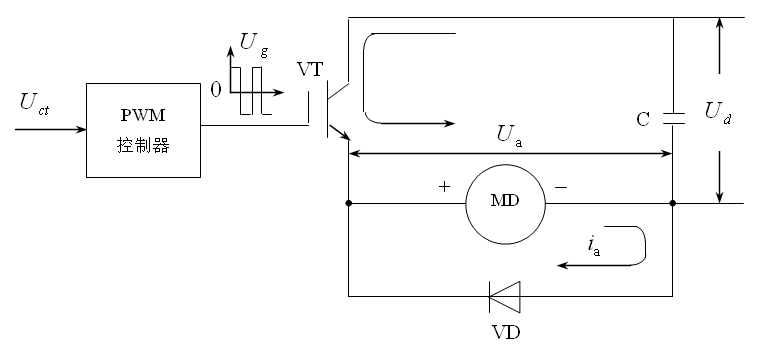 U_ct
PWM
控制器
U_g
0
VT
U_a
C
U_d
+
MD
−
i_a
VD